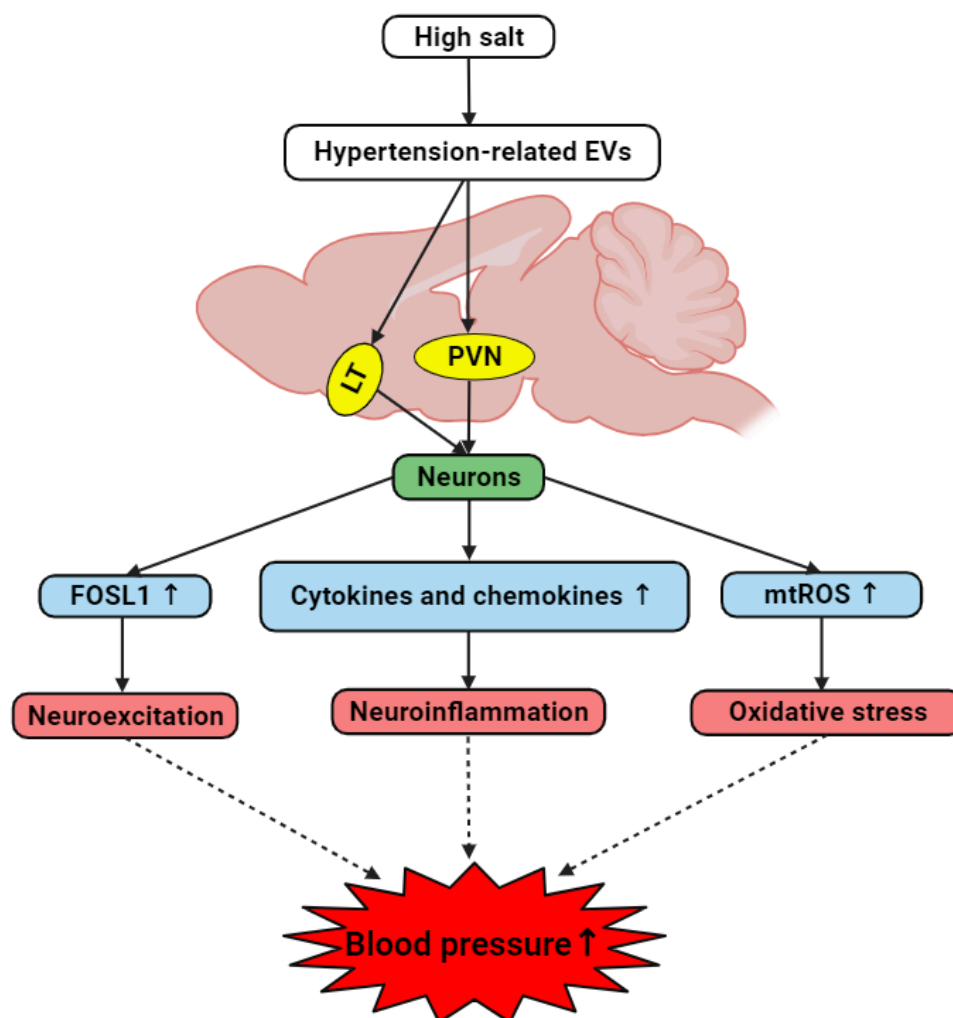 High salt
Hypertension-related EVs
LT
PVN
Neurons
FOSL1 ↑
Cytokines and chemokines ↑
mtROS ↑
Neuroexcitation
Neuroinflammation
Oxidative stress
Blood pressure ↑